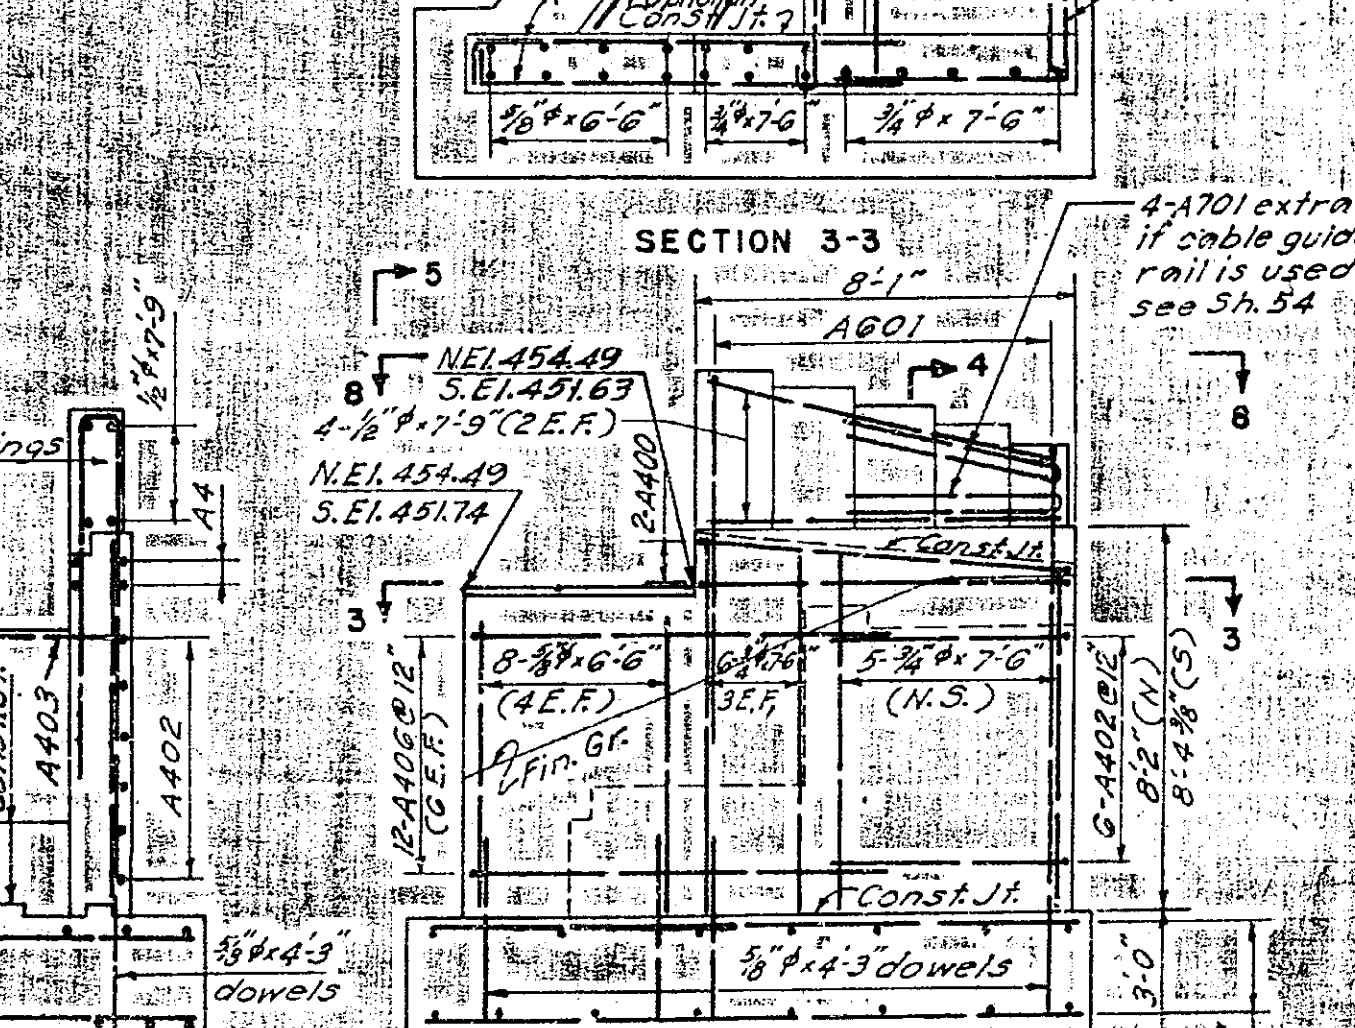 Const. Jt.
5/8"φ×6'-6"
3/4"φ×7'-6"
3/4"φ×7'-6"
SECTION 3-3
4-A701 extra
if cable guid
rail is used
see Sh. 54
8'-1"
A601
5
4
8
8
N.El. 454.49
S.El. 451.63
4-1/2"φ×7'-9"(2 E.F.)
1/2"φ×7'-9"
ngs
A4
N.El. 454.49
S.El. 451.74
2-A400
Const. Jt.
3
3
8-5/8"φ×6'-6"
(4 E.F.)
3 E.F.
5-3/4"φ×7'-6"
(N.S.)
12-A406@12"
(6 E.F.)
Fin. Gr.
A403
A402
6-A402@12"
8'-2"(N)
8'-4 3/8"(S)
Const. Jt.
5/8"φ×4'-3"
dowels
5/8"φ×4'-3" dowels
3'-0"